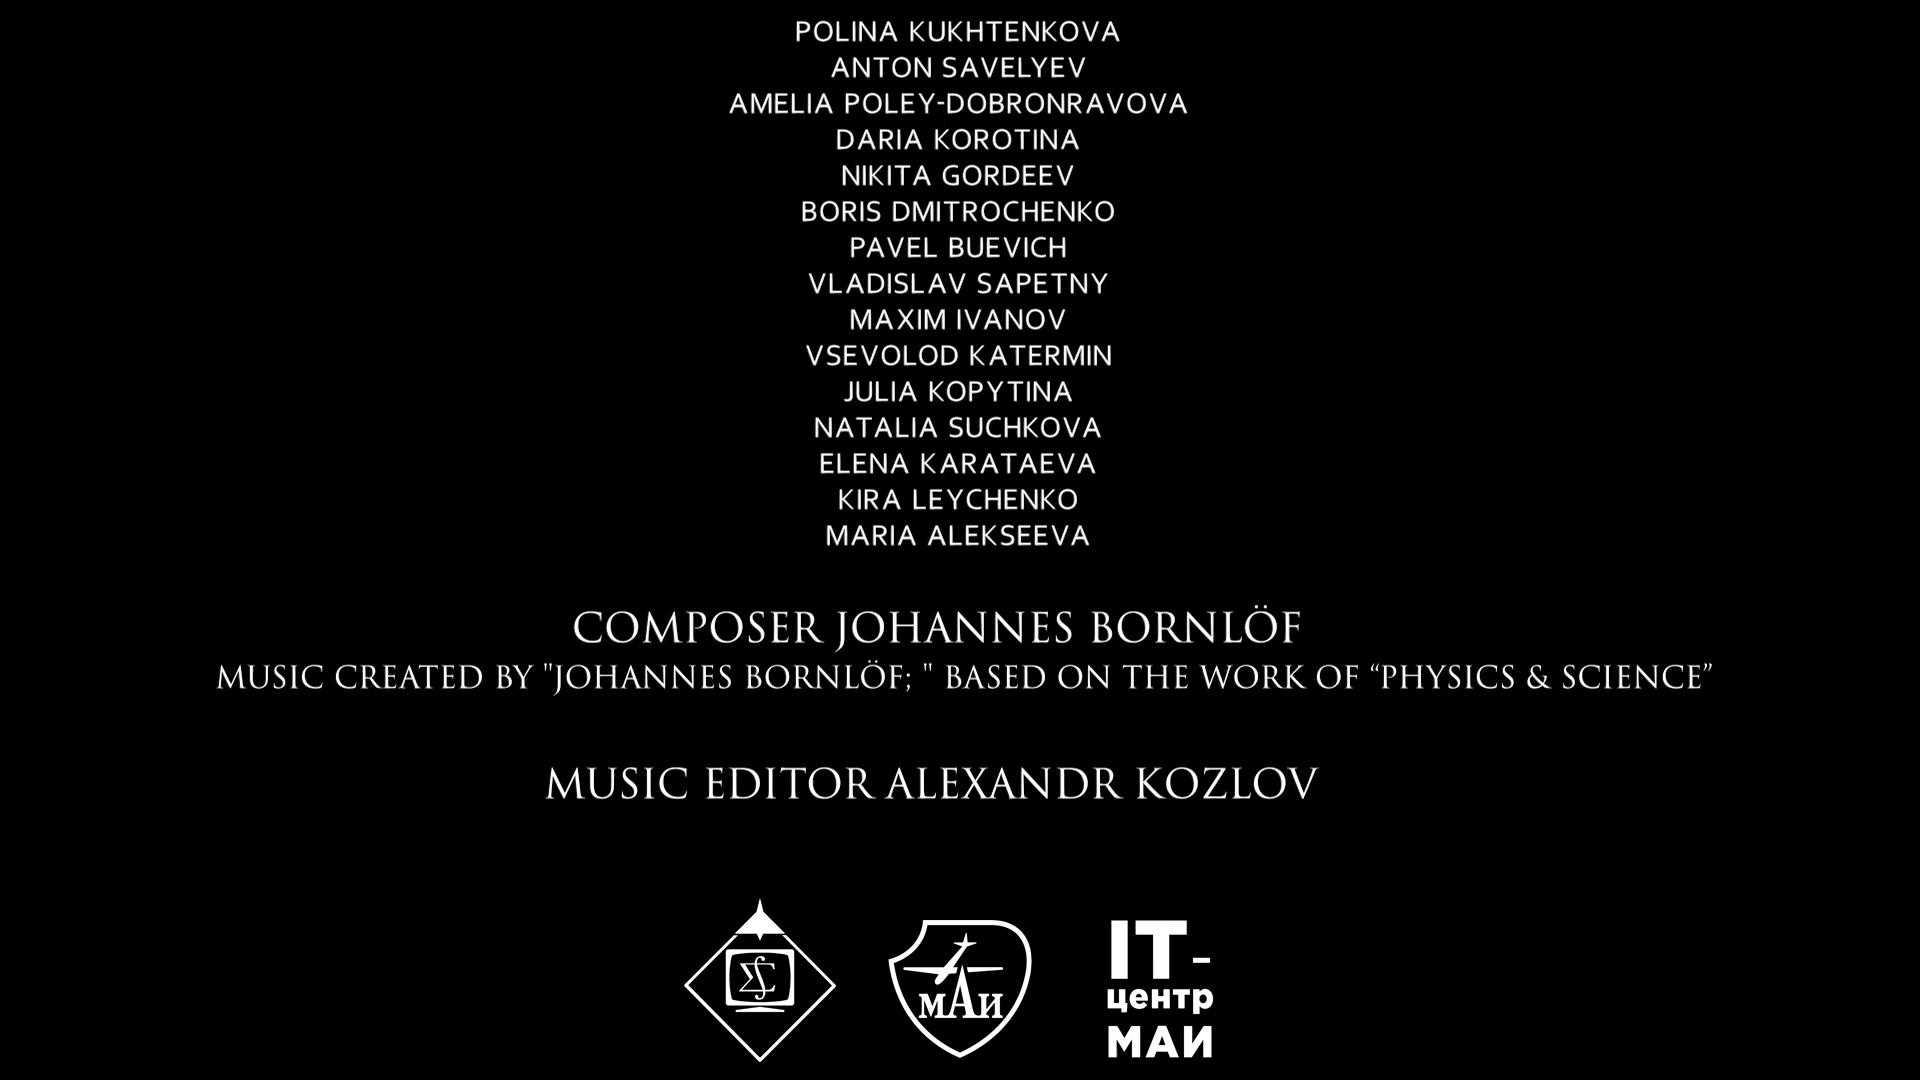 POLINA KUKHTENKOVA
ANTON SAVELYEV
AMELIA POLEY-DOBRONRAVOVA
DARIA KOROTINA
NIKITA GORDEEV
BORIS DMITROCHENKO
PAVEL BUEVICH
VLADISLAV SAPETNY
MAXIM IVANOV
VSEVOLOD KATERMIN
JULIA KOPYTINA
NATALIA SUCHKOVA
ELENA KARATAEVA
KIRA LEYCHENKO
MARIA ALEKSEEVA
COMPOSER JOHANNES BORNLÖF
MUSIC CREATED BY "JOHANNES BORNLÖF; " BASED ON THE WORK OF “PHYSICS & SCIENCE”
MUSIC EDITOR ALEXANDR KOZLOV
МАИ
IT-
центр
МАИ